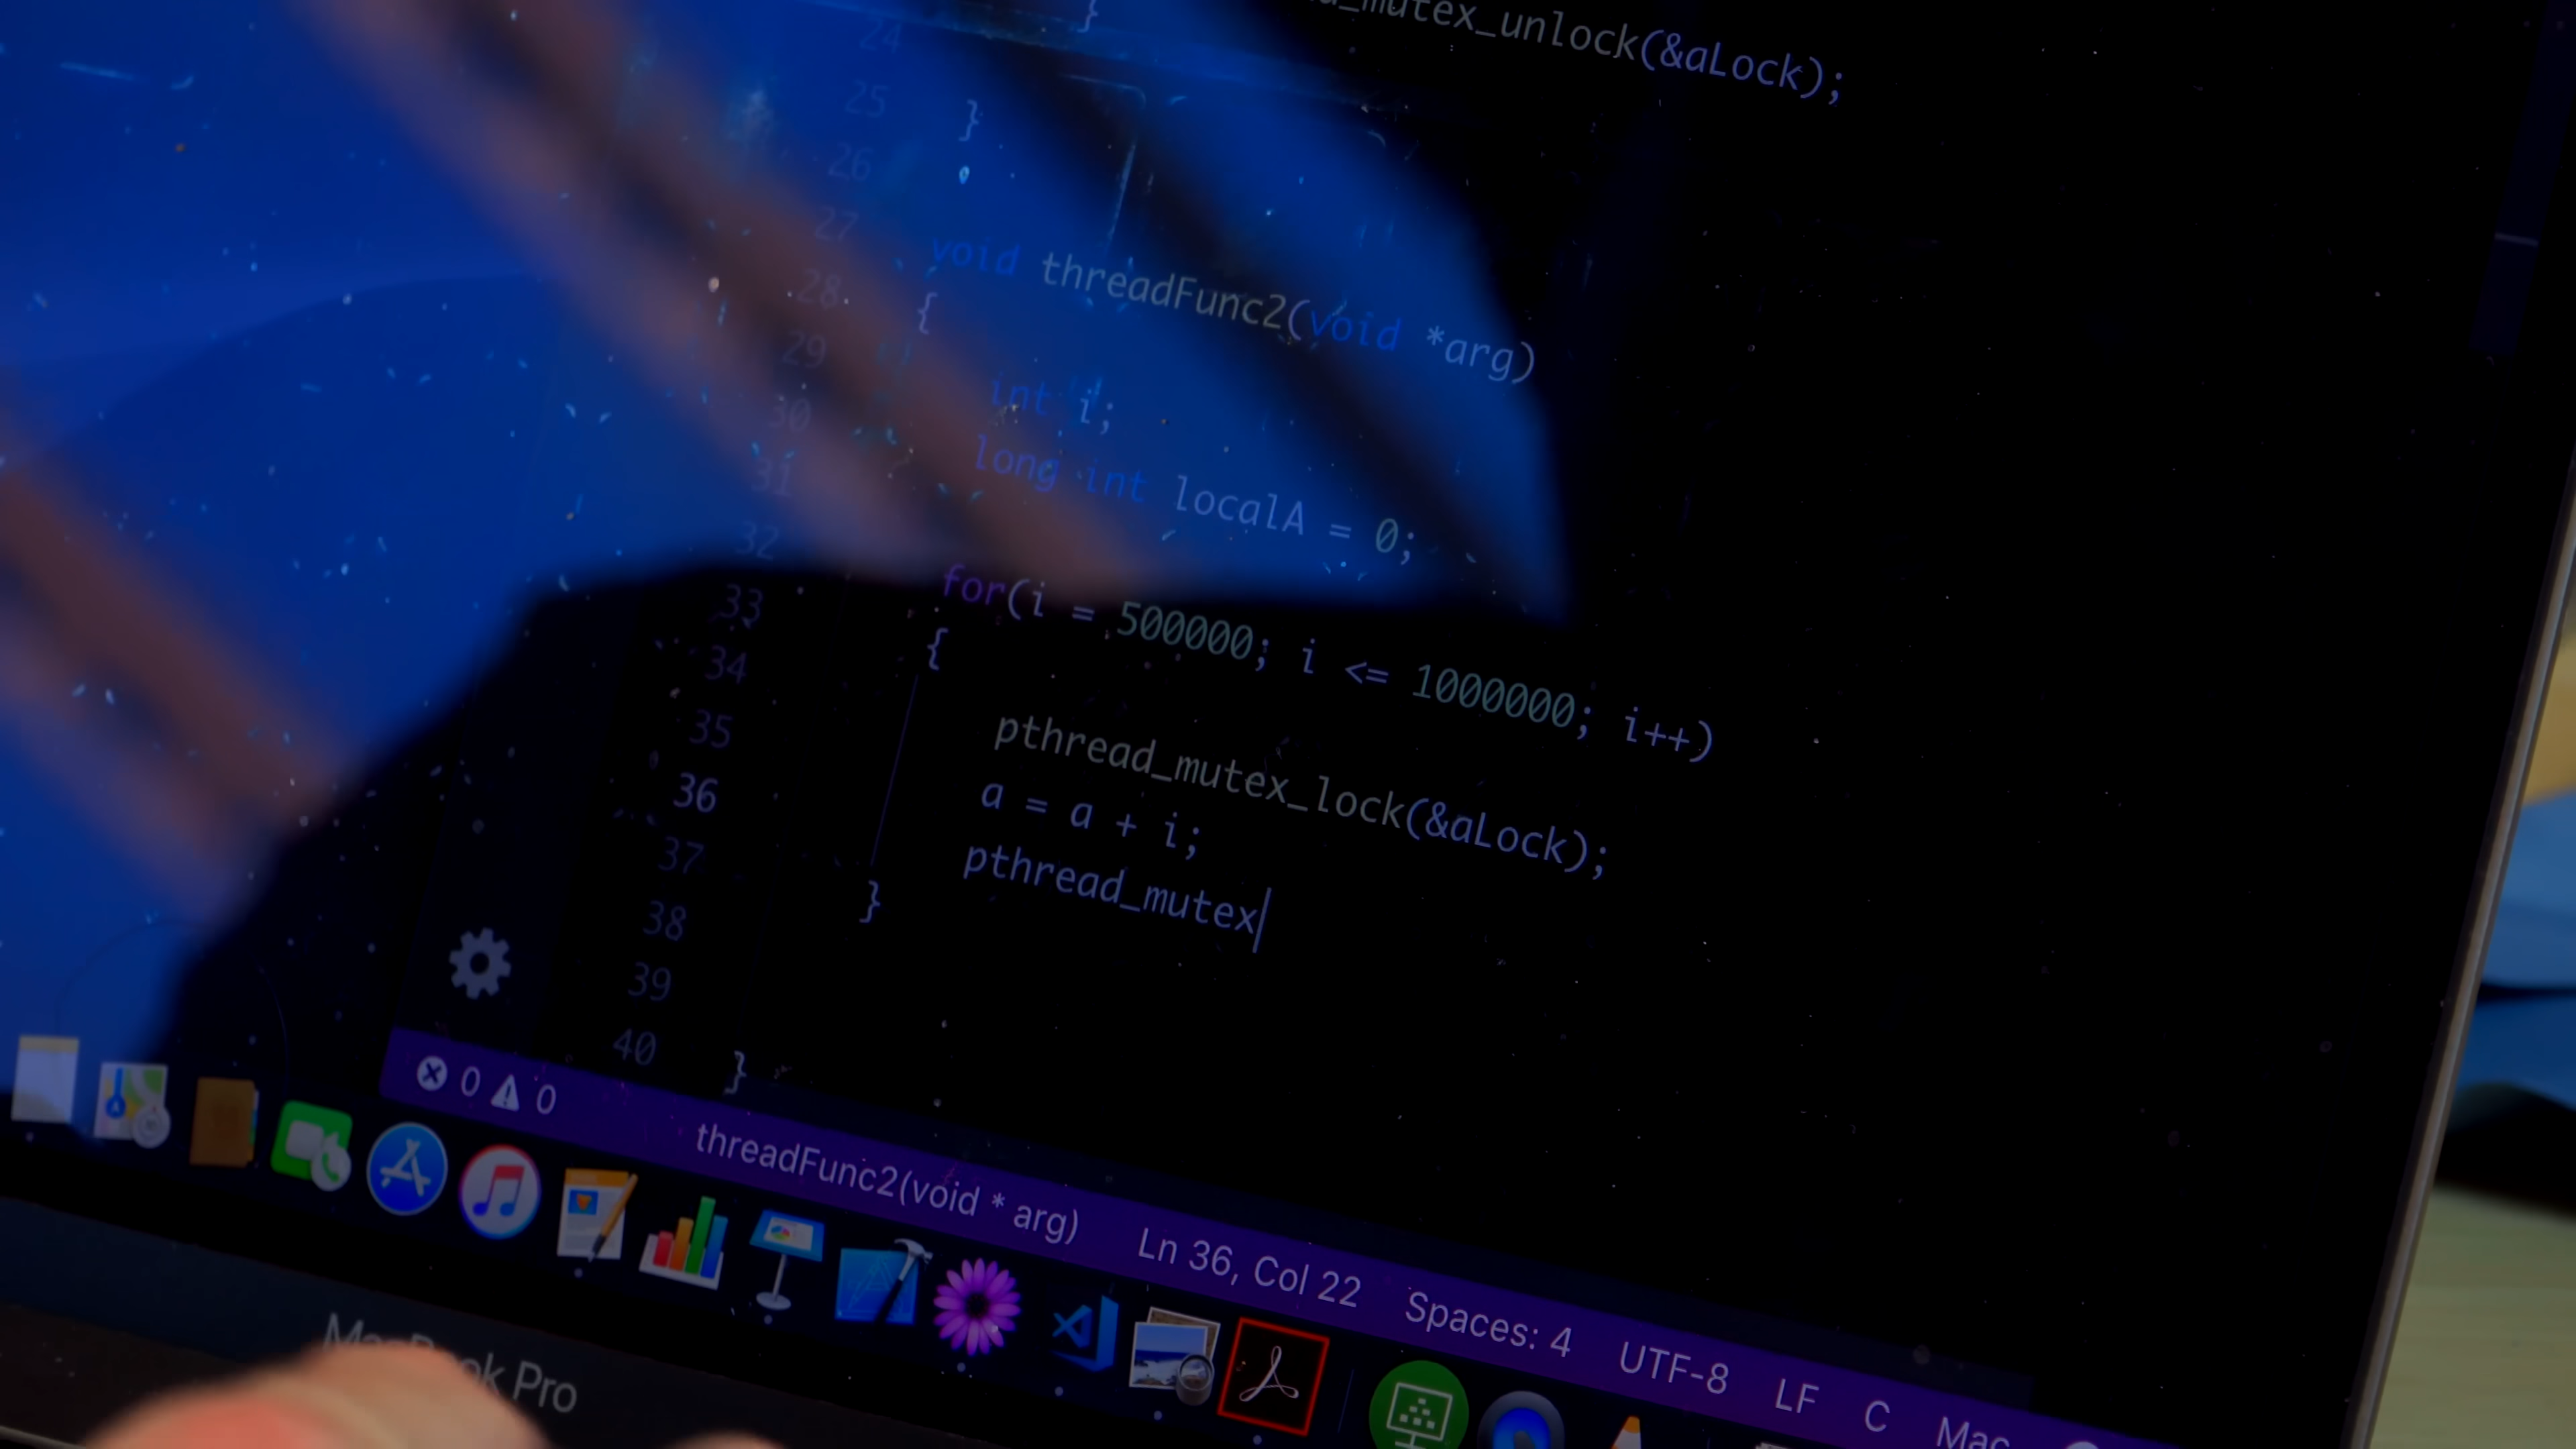 _mutex_unlock(&aLock);
24 }
25 }
26
27
28 void threadFunc2(void *arg)
29 {
30 int i;
31 long int localA = 0;
32
33 for(i = 500000; i <= 1000000; i++)
34 {
35 pthread_mutex_lock(&aLock);
36 a = a + i;
37 pthread_mutex
38 }
39
40 }
0 0 threadFunc2(void * arg) Ln 36, Col 22 Spaces: 4 UTF-8 LF C Mac
MacBook Pro